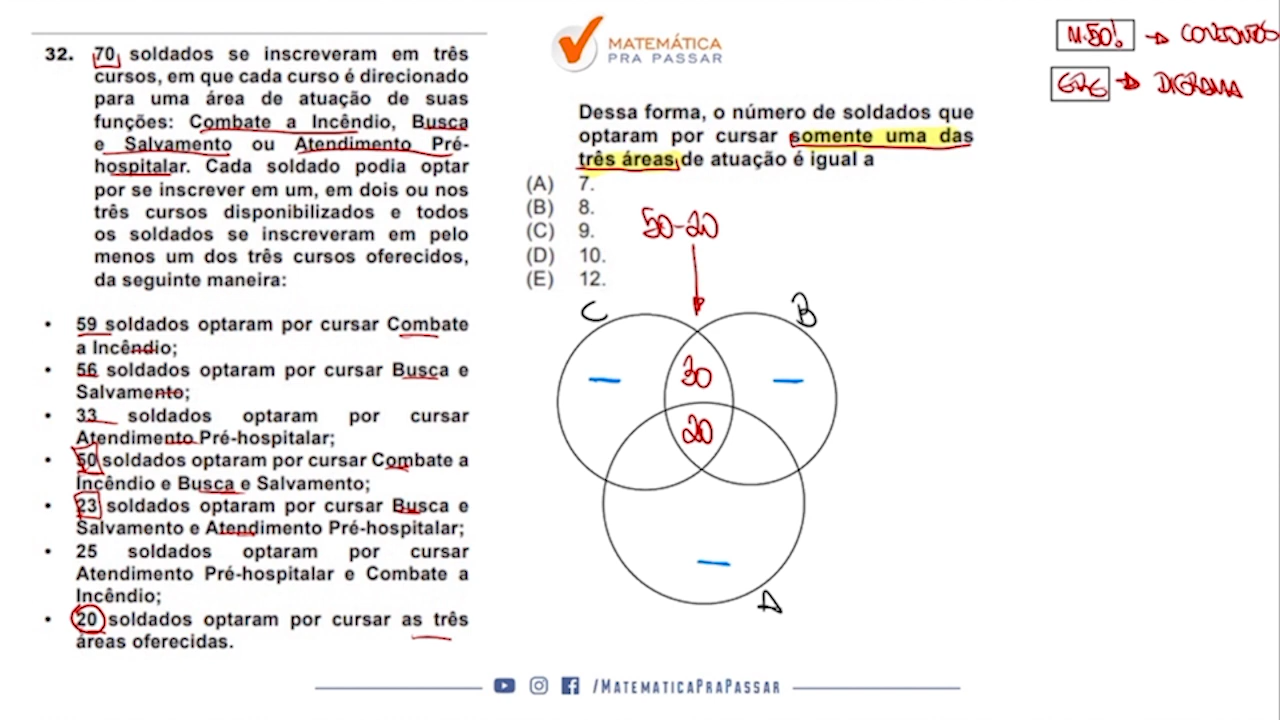 32. 70 soldados se inscreveram em três
cursos, em que cada curso é direcionado
para uma área de atuação de suas
funções: Combate a Incêndio, Busca
e Salvamento ou Atendimento Pré-
hospitalar. Cada soldado podia optar
por se inscrever em um, em dois ou nos
três cursos disponibilizados e todos
os soldados se inscreveram em pelo
menos um dos três cursos oferecidos,
da seguinte maneira:
• 59 soldados optaram por cursar Combate
a Incêndio;
• 56 soldados optaram por cursar Busca e
Salvamento;
• 33 soldados optaram por cursar
Atendimento Pré-hospitalar;
• 50 soldados optaram por cursar Combate a
Incêndio e Busca e Salvamento;
• 23 soldados optaram por cursar Busca e
Salvamento e Atendimento Pré-hospitalar;
• 25 soldados optaram por cursar
Atendimento Pré-hospitalar e Combate a
Incêndio;
• 20 soldados optaram por cursar as três
áreas oferecidas.
MATEMÁTICA
PRA PASSAR
Dessa forma, o número de soldados que
optaram por cursar somente uma das
três áreas de atuação é igual a
(A) 7.
(B) 8.
(C) 9.
(D) 10.
(E) 12.
50-20
C
B
30
20
A
/MATEMATICAPRAPASSAR